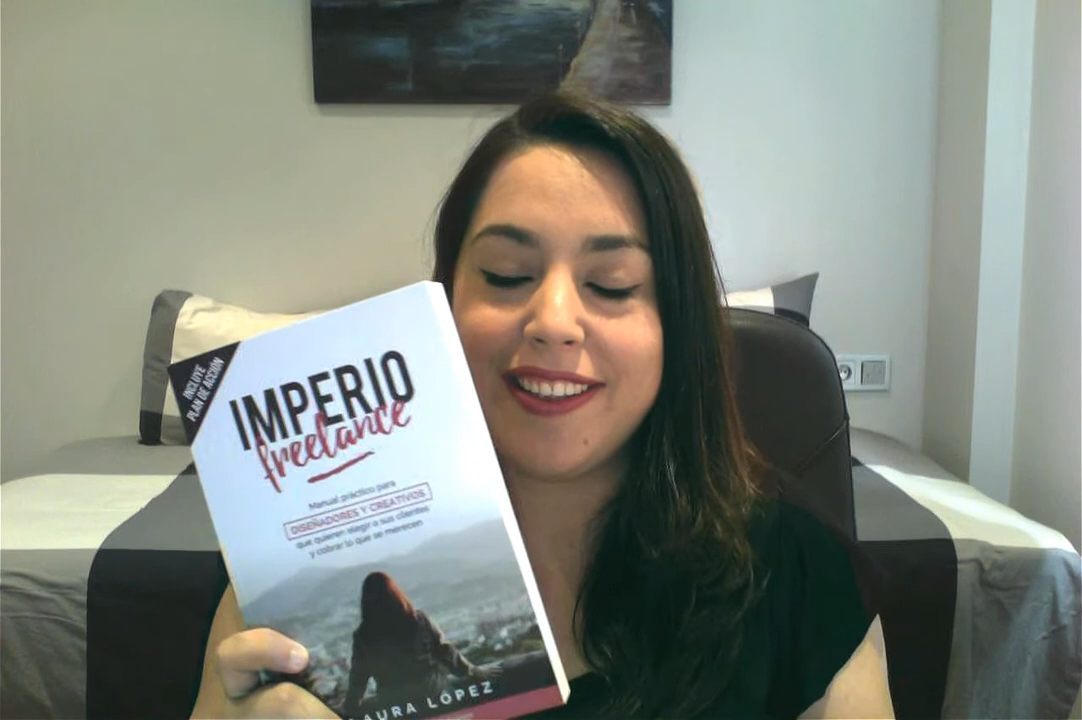 INCLUYE
PLAN DE ACCIÓN
IMPERIO
freelance
Manual práctico para
DISEÑADORES Y CREATIVOS
que quieren elegir a sus clientes
y cobrar lo que se merecen
LAURA LÓPEZ